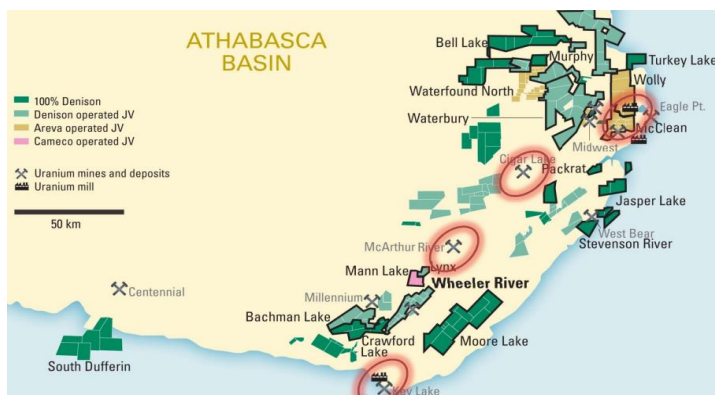 ATHABASCA
BASIN
Bell Lake
Murphy
Turkey Lake
Wolly
Waterfound North
Eagle Pt.
Waterbury
McClean
Midwest
100% Denison
Denison operated JV
Areva operated JV
Cameco operated JV
Uranium mines and deposits
Uranium mill
50 km
Cigar Lake
Packrat
Jasper Lake
West Bear
Stevenson River
McArthur River
Lynx
Mann Lake
Wheeler River
Millennium
Centennial
Bachman Lake
Crawford
Lake
Moore Lake
South Dufferin
Key Lake